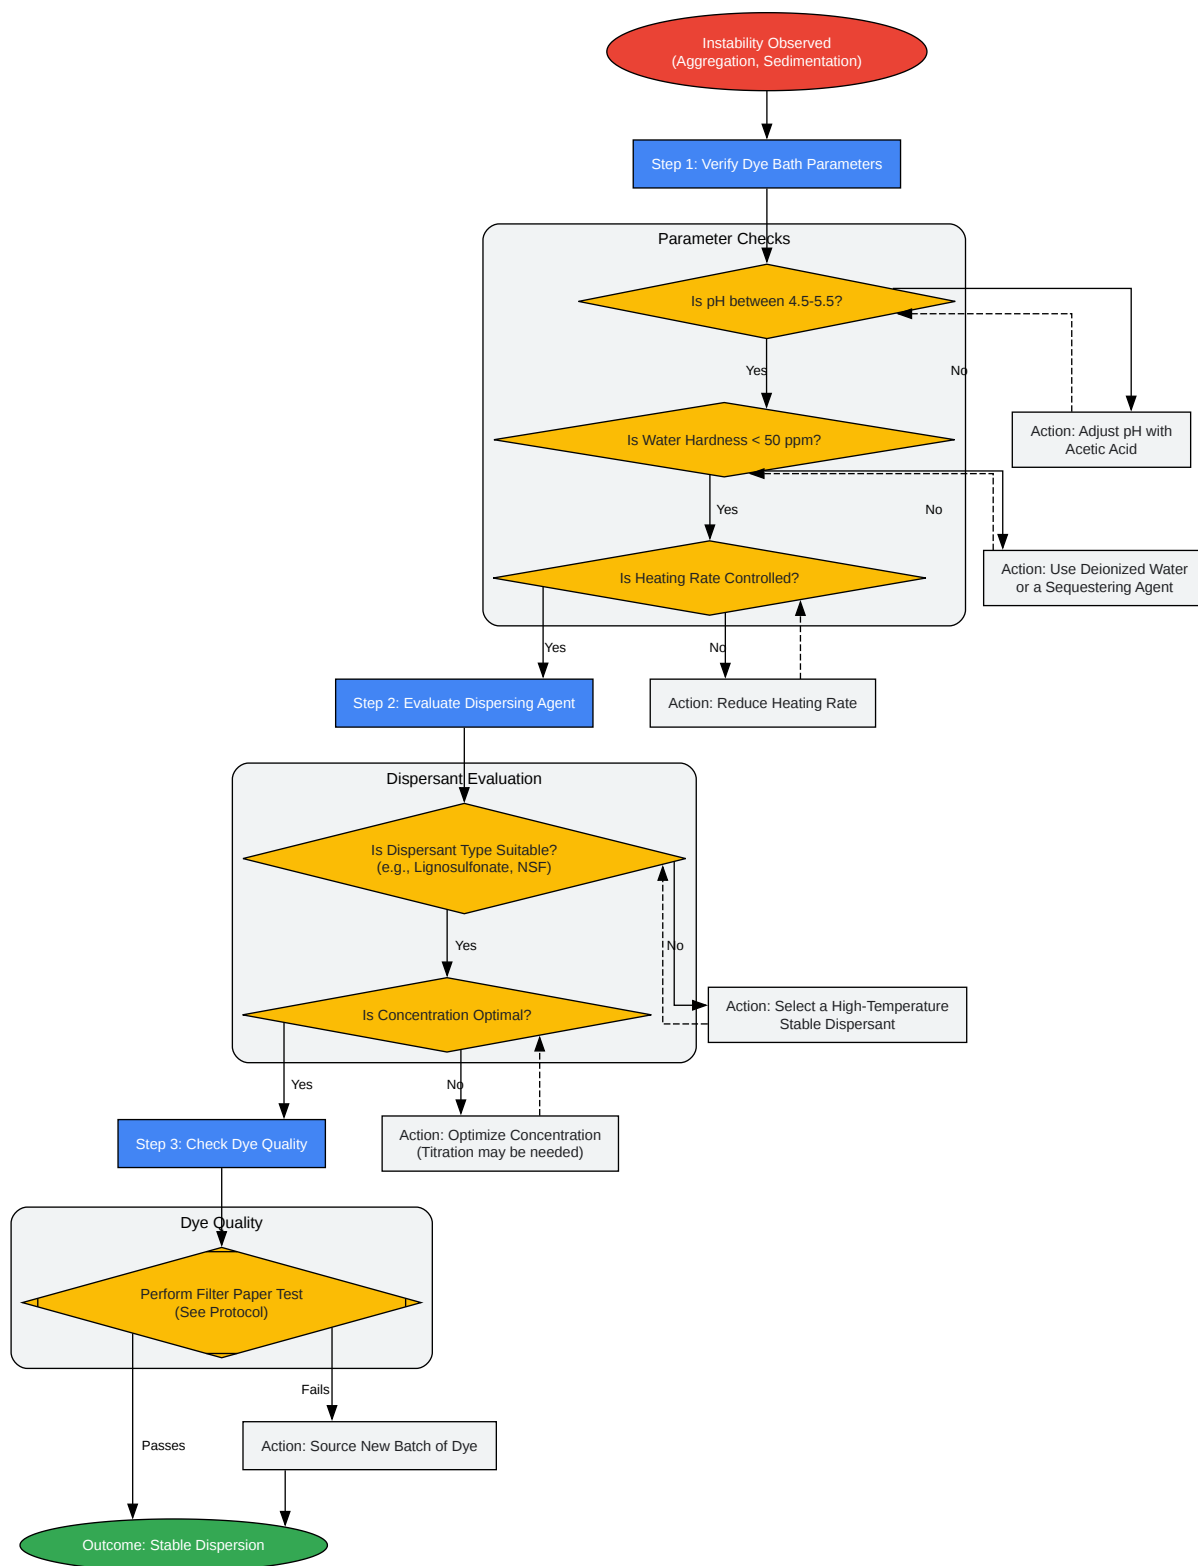 Instability Observed
(Aggregation, Sedimentation)
Step 1: Verify Dye Bath Parameters
Parameter Checks
Is pH between 4.5-5.5?
Yes
No
Action: Adjust pH with
Acetic Acid
Is Water Hardness < 50 ppm?
Yes
No
Action: Use Deionized Water
or a Sequestering Agent
Is Heating Rate Controlled?
Yes
No
Step 2: Evaluate Dispersing Agent
Action: Reduce Heating Rate
Dispersant Evaluation
Is Dispersant Type Suitable?
(e.g., Lignosulfonate, NSF)
Yes
No
Action: Select a High-Temperature
Stable Dispersant
Is Concentration Optimal?
Yes
No
Step 3: Check Dye Quality
Action: Optimize Concentration
(Titration may be needed)
Dye Quality
Perform Filter Paper Test
(See Protocol)
Fails
Passes
Action: Source New Batch of Dye
Outcome: Stable Dispersion